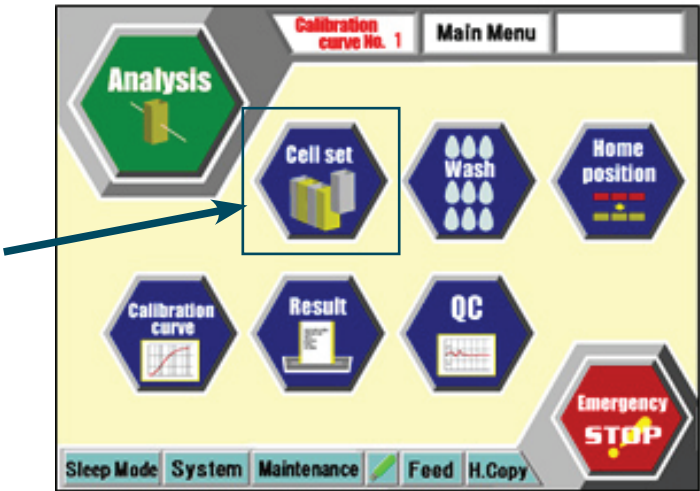 Calibration
curve No. 1
Main Menu
Analysis
Cell set
Wash
Home
position
Calibration
curve
Result
QC
Emergency
STOP
Sleep Mode
System
Maintenance
Feed
H.Copy